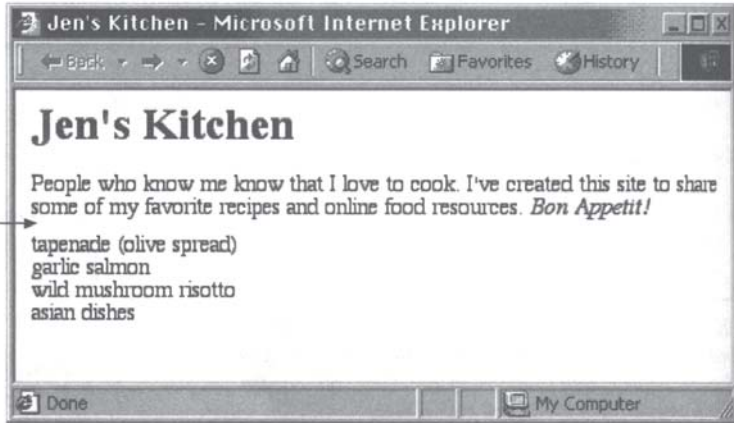 Jen's Kitchen - Microsoft Internet Explorer
Back Search Favorites History
Jen's Kitchen
People who know me know that I love to cook. I've created this site to share
some of my favorite recipes and online food resources. Bon Appetit!
tapenade (olive spread)
garlic salmon
wild mushroom risotto
asian dishes
Done My Computer